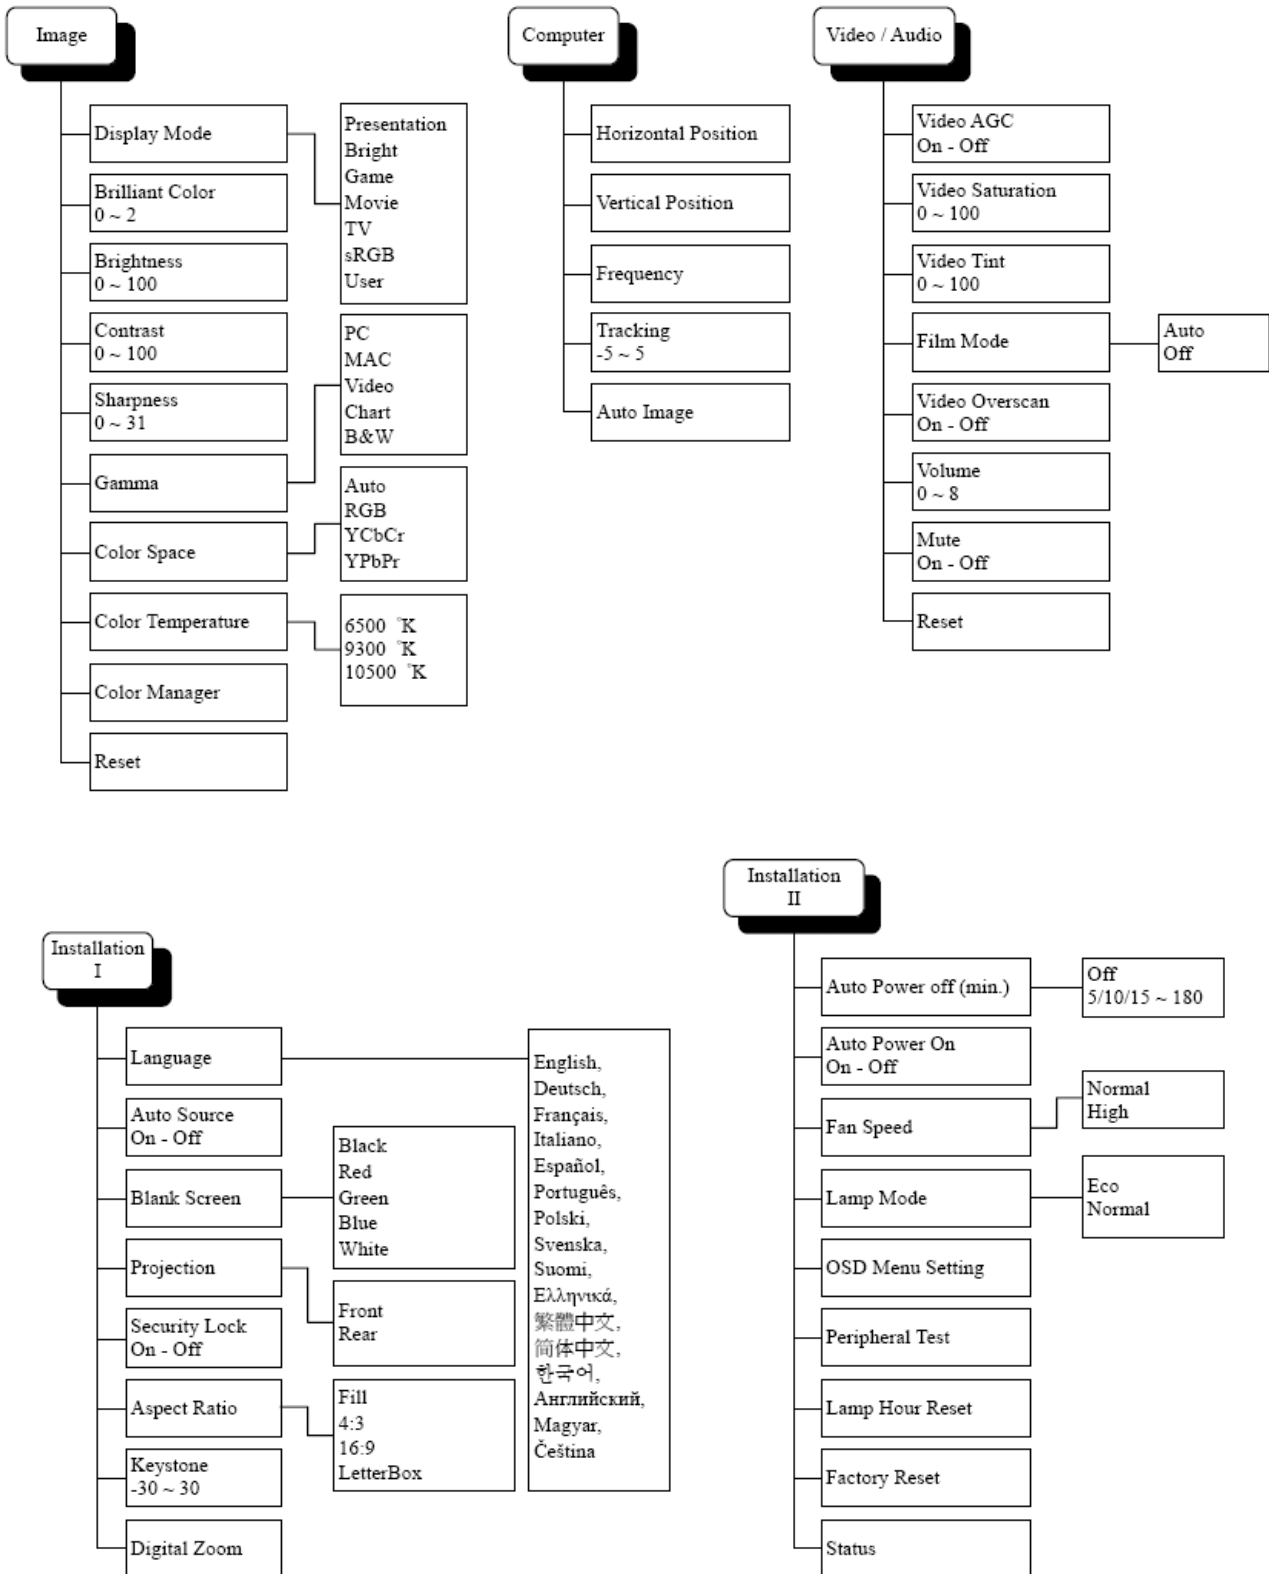 Image
Display Mode
Presentation
Bright
Game
Movie
TV
sRGB
User
Brilliant Color
0 ~ 2
Brightness
0 ~ 100
Contrast
0 ~ 100
Sharpness
0 ~ 31
Gamma
PC
MAC
Video
Chart
B&W
Color Space
Auto
RGB
YCbCr
YPbPr
Color Temperature
6500 °K
9300 °K
10500 °K
Color Manager
Reset
Computer
Horizontal Position
Vertical Position
Frequency
Tracking
-5 ~ 5
Auto Image
Video / Audio
Video AGC
On - Off
Video Saturation
0 ~ 100
Video Tint
0 ~ 100
Film Mode
Auto
Off
Video Overscan
On - Off
Volume
0 ~ 8
Mute
On - Off
Reset
Installation
I
Language
English,
Deutsch,
Français,
Italiano,
Español,
Português,
Polski,
Svenska,
Suomi,
Ελληνικά,
繁體中文,
简体中文,
한국어,
Английский,
Magyar,
Čeština
Auto Source
On - Off
Blank Screen
Black
Red
Green
Blue
White
Projection
Front
Rear
Security Lock
On - Off
Aspect Ratio
Fill
4:3
16:9
LetterBox
Keystone
-30 ~ 30
Digital Zoom
Installation
II
Auto Power off (min.)
Off
5/10/15 ~ 180
Auto Power On
On - Off
Fan Speed
Normal
High
Lamp Mode
Eco
Normal
OSD Menu Setting
Peripheral Test
Lamp Hour Reset
Factory Reset
Status